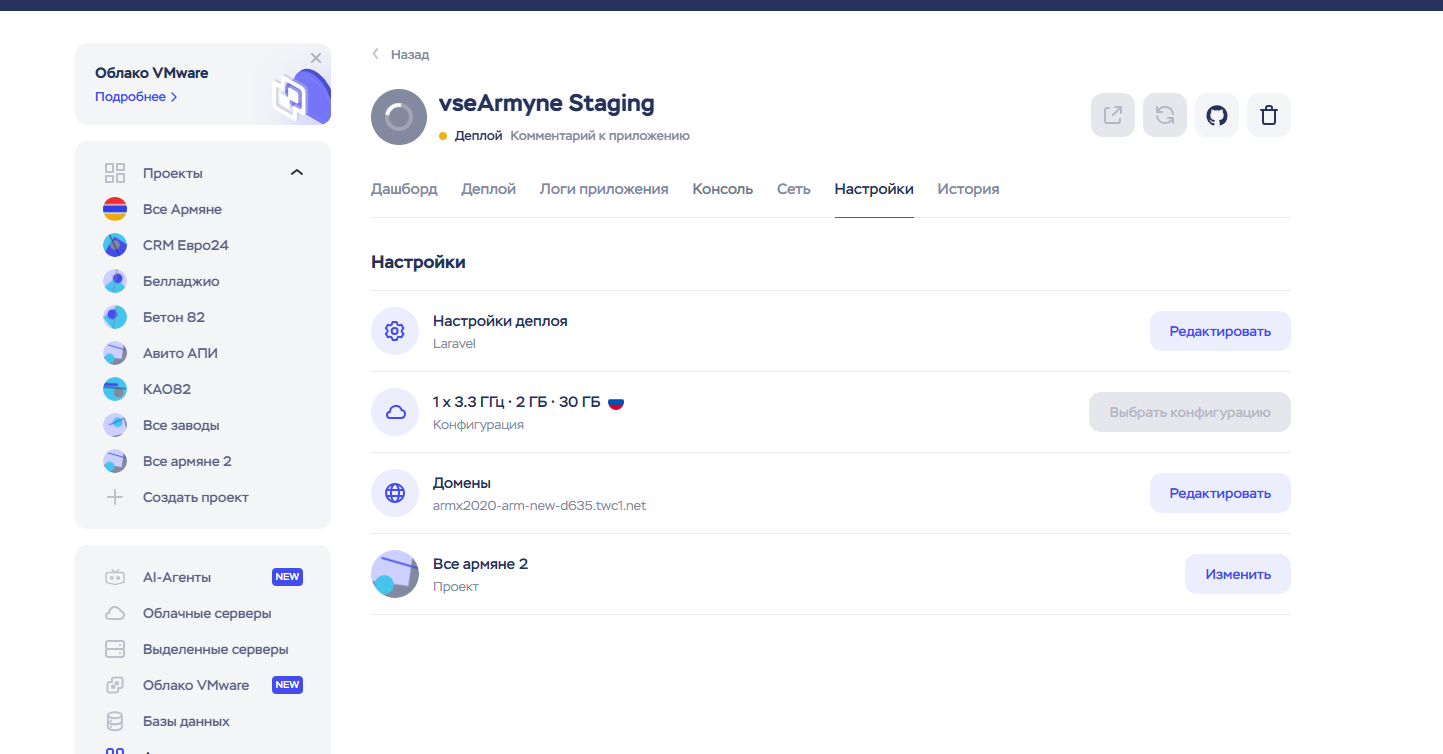 Облако VMware
Подробнее
Проекты
Все Армяне
CRM Евро24
Белладжио
Бетон 82
Авито АПИ
КАО82
Все заводы
Все армяне 2
Создать проект
AI-Агенты NEW
Облачные серверы
Выделенные серверы
Облако VMware NEW
Базы данных
Назад
vseArmyne Staging
Деплой Комментарий к приложению
Дашборд Деплой Логи приложения Консоль Сеть Настройки История
Настройки
Настройки деплоя
Laravel
Редактировать
1 x 3.3 ГГц · 2 ГБ · 30 ГБ
Конфигурация
Выбрать конфигурацию
Домены
armx2020-arm-new-d635.twc1.net
Редактировать
Все армяне 2
Проект
Изменить